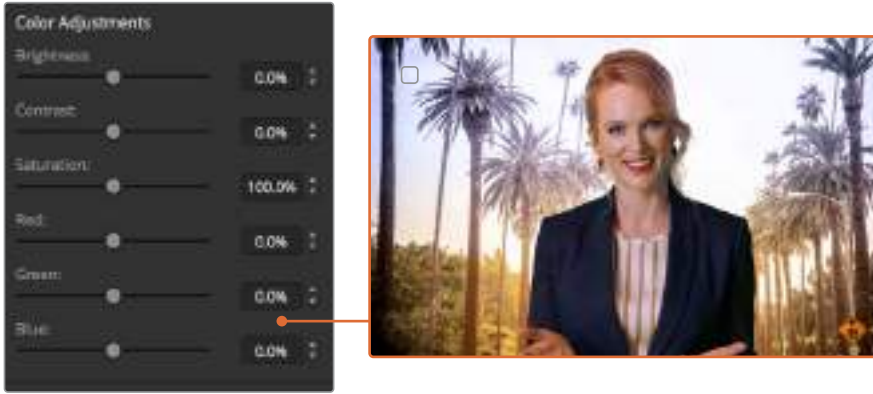 Color Adjustments
Brightness:
0.0%
Contrast:
0.0%
Saturation:
100.0%
Red:
0.0%
Green:
0.0%
Blue:
0.0%